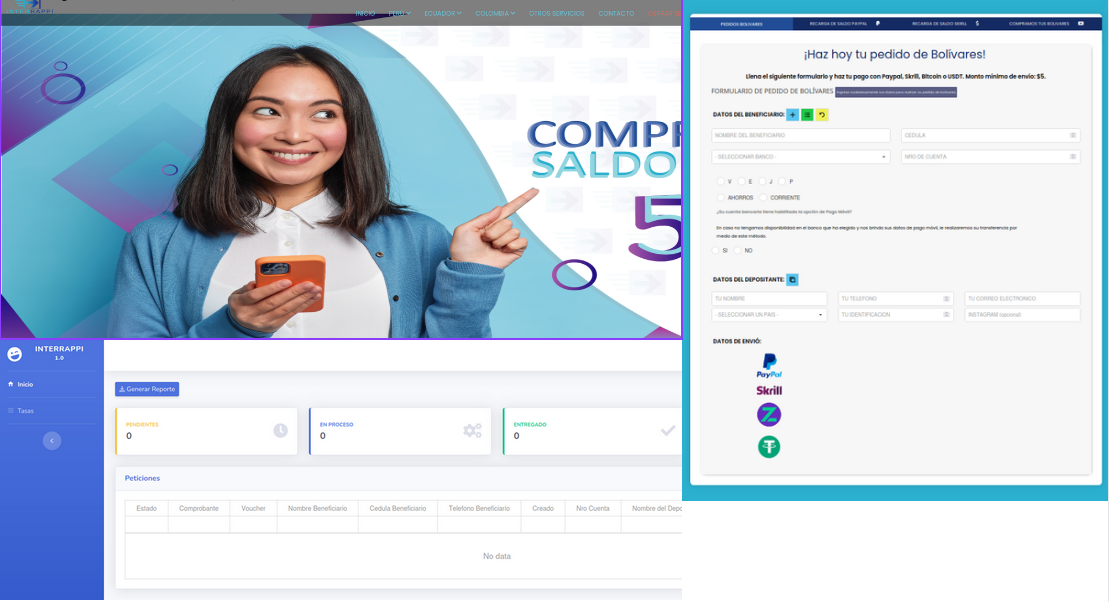 INTERRAPPI
INICIO PERÚ ECUADOR COLOMBIA OTROS SERVICIOS CONTACTO
COMPR
SALDO
5
INTERRAPPI
1.0
Inicio
Tasas
Generar Reporte
PENDIENTES
0
EN PROCESO
0
ENTREGADO
0
Peticiones
Estado Comprobante Voucher Nombre Beneficiario Cedula Beneficiario Telefono Beneficiario Creado Nro Cuenta Nombre del Depo
No data
PEDIDOS BOLIVARES RECARGA DE SALDO PAYPAL RECARGA DE SALDO SKRILL COMPRAMOS TUS BOLIVARES
¡Haz hoy tu pedido de Bolívares!
Llena el siguiente formulario y haz tu pago con Paypal, Skrill, Bitcoin o USDT. Monto mínimo de envío: $5.
FORMULARIO DE PEDIDO DE BOLÍVARES
DATOS DEL BENEFICIARIO:
NOMBRE DEL BENEFICIARIO CEDULA
- SELECCIONAR BANCO - NRO DE CUENTA
V E J P
AHORROS CORRIENTE
¿Su cuenta bancaria tiene habilitada la opción de Pago Móvil?
En caso no tengamos disponibilidad en el banco que ha elegido y nos brinda sus datos de pago móvil, le realizaremos su transferencia por
medio de este método.
SI NO
DATOS DEL DEPOSITANTE:
TU NOMBRE TU TELEFONO TU CORREO ELECTRONICO
- SELECCIONAR UN PAIS - TU IDENTIFICACION INSTAGRAM (opcional)
DATOS DE ENVIÓ:
PayPal
Skrill